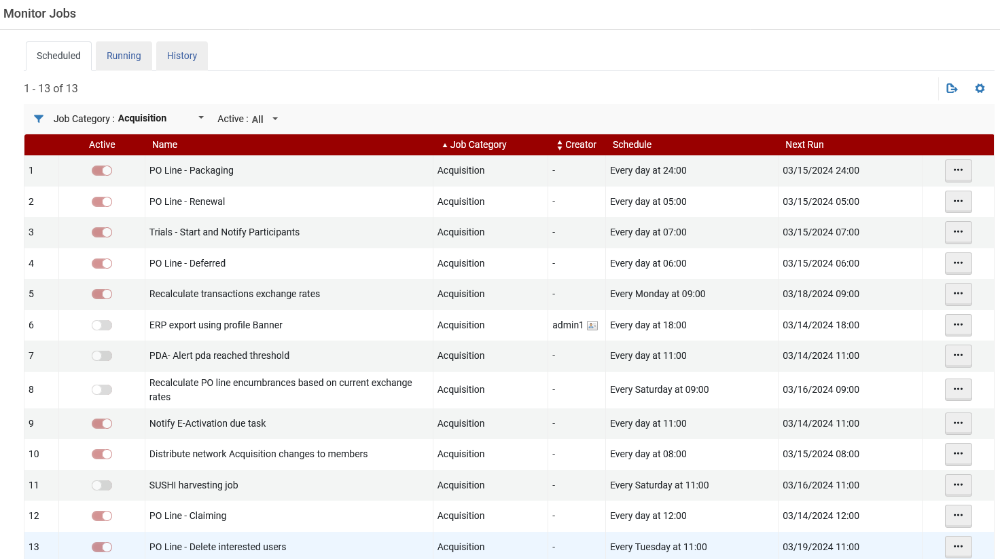 Monitor Jobs
Scheduled Running History
1 - 13 of 13
Job Category : Acquisition Active : All
Active Name Job Category Creator Schedule Next Run
1 PO Line - Packaging Acquisition - Every day at 24:00 03/15/2024 24:00
2 PO Line - Renewal Acquisition - Every day at 05:00 03/15/2024 05:00
3 Trials - Start and Notify Participants Acquisition - Every day at 07:00 03/15/2024 07:00
4 PO Line - Deferred Acquisition - Every day at 06:00 03/15/2024 06:00
5 Recalculate transactions exchange rates Acquisition - Every Monday at 09:00 03/18/2024 09:00
6 ERP export using profile Banner Acquisition admin1 Every day at 18:00 03/14/2024 18:00
7 PDA- Alert pda reached threshold Acquisition - Every day at 11:00 03/14/2024 11:00
8 Recalculate PO line encumbrances based on current exchange
rates Acquisition - Every Saturday at 09:00 03/16/2024 09:00
9 Notify E-Activation due task Acquisition - Every day at 11:00 03/14/2024 11:00
10 Distribute network Acquisition changes to members Acquisition - Every day at 08:00 03/15/2024 08:00
11 SUSHI harvesting job Acquisition - Every Saturday at 11:00 03/16/2024 11:00
12 PO Line - Claiming Acquisition - Every day at 12:00 03/14/2024 12:00
13 PO Line - Delete interested users Acquisition - Every Tuesday at 11:00 03/19/2024 11:00